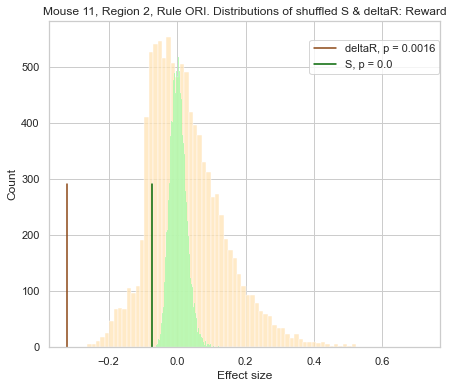 Mouse 11, Region 2, Rule ORI. Distributions of shuffled S & deltaR: Reward
deltaR, p = 0.0016
S, p = 0.0
Count
500
400
300
200
100
0
−0.2
0.0
0.2
0.4
0.6
Effect size